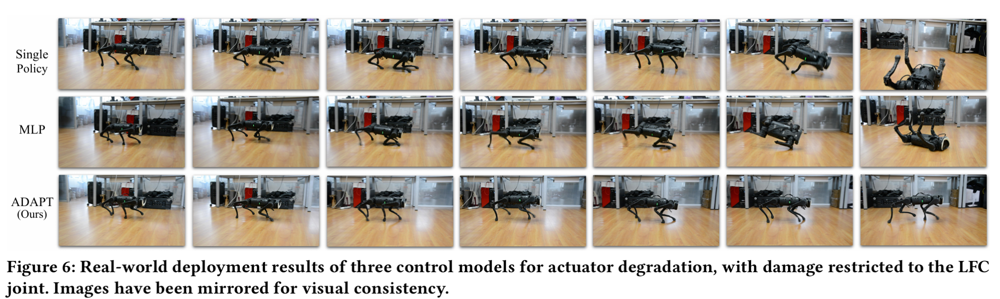 Single
Policy
MLP
ADAPT
(Ours)
Figure 6: Real-world deployment results of three control models for actuator degradation, with damage restricted to the LFC
joint. Images have been mirrored for visual consistency.